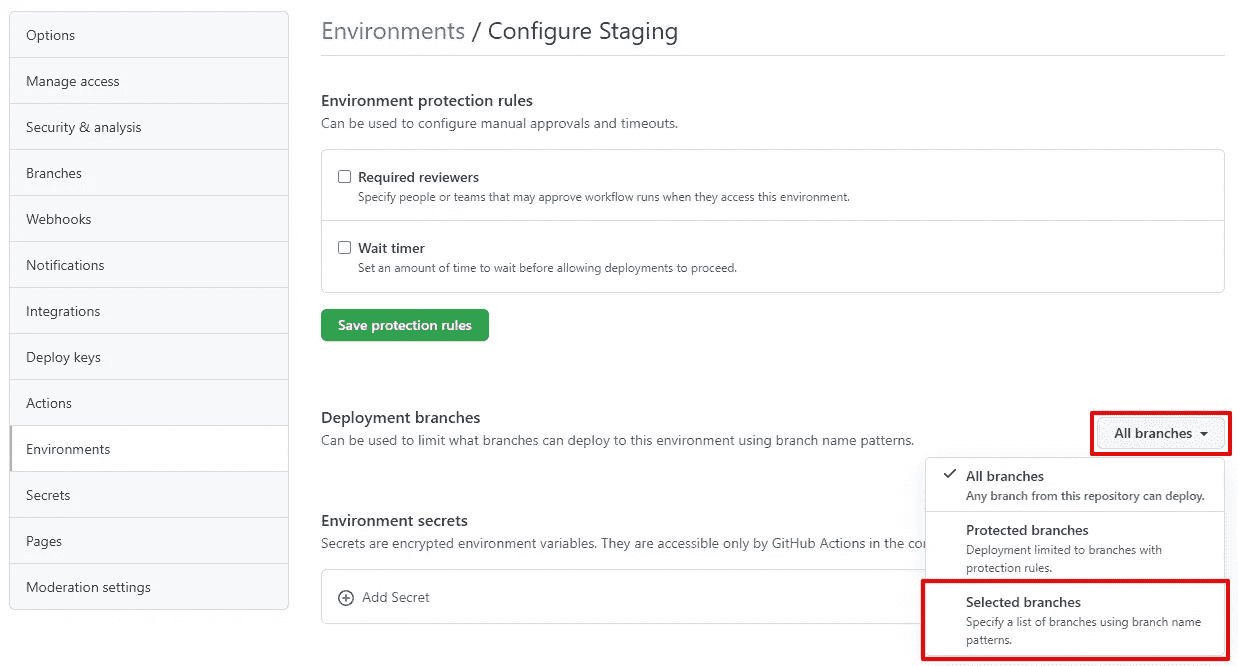 Options
Manage access
Security & analysis
Branches
Webhooks
Notifications
Integrations
Deploy keys
Actions
Environments
Secrets
Pages
Moderation settings
Environments / Configure Staging
Environment protection rules
Can be used to configure manual approvals and timeouts.
Required reviewers
Specify people or teams that may approve workflow runs when they access this environment.
Wait timer
Set an amount of time to wait before allowing deployments to proceed.
Save protection rules
Deployment branches
Can be used to limit what branches can deploy to this environment using branch name patterns.
All branches
All branches
Any branch from this repository can deploy.
Protected branches
Deployment limited to branches with
protection rules.
Selected branches
Specify a list of branches using branch name
patterns.
Environment secrets
Secrets are encrypted environment variables. They are accessible only by GitHub Actions in the
Add Secret